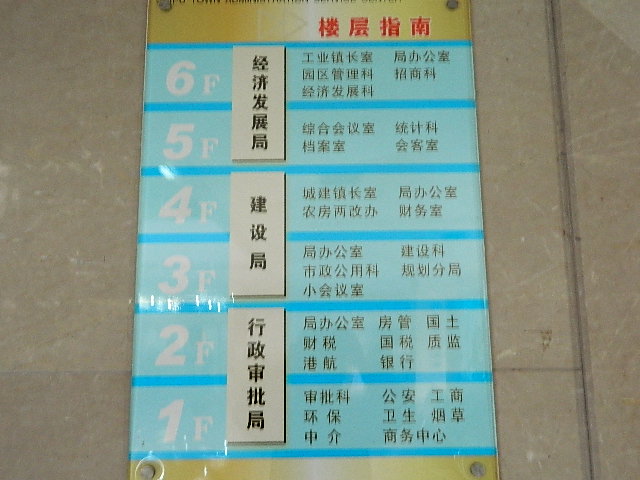 TOWN ADMINISTRATION SERVICE CENTER
楼层指南
6F 经济发展局
工业镇长室 局办公室
园区管理科 招商科
经济发展科
5F
综合会议室 统计科
档案室 会客室
4F 建设局
城建镇长室 局办公室
农房两改办 财务室
3F
局办公室 建设科
市政公用科 规划分局
小会议室
2F 行政审批局
局办公室 房管 国土
财税 国税 质监
港航 银行
1F
审批科 公安 工商
环保 卫生 烟草
中介 商务中心